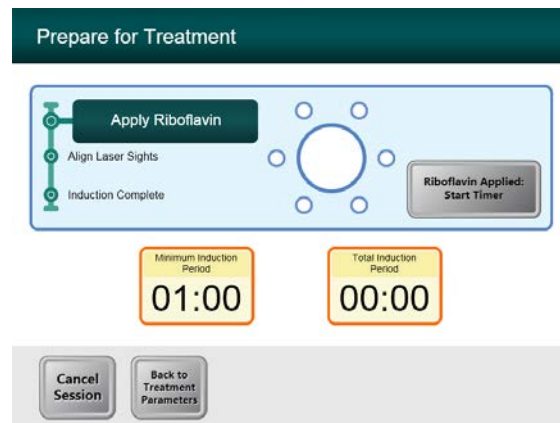 Prepare for Treatment
Apply Riboflavin
Align Laser Sights
Induction Complete
Riboflavin Applied:
Start Timer
Minimum Induction
Period
01:00
Total Induction
Period
00:00
Cancel
Session
Back to
Treatment
Parameters